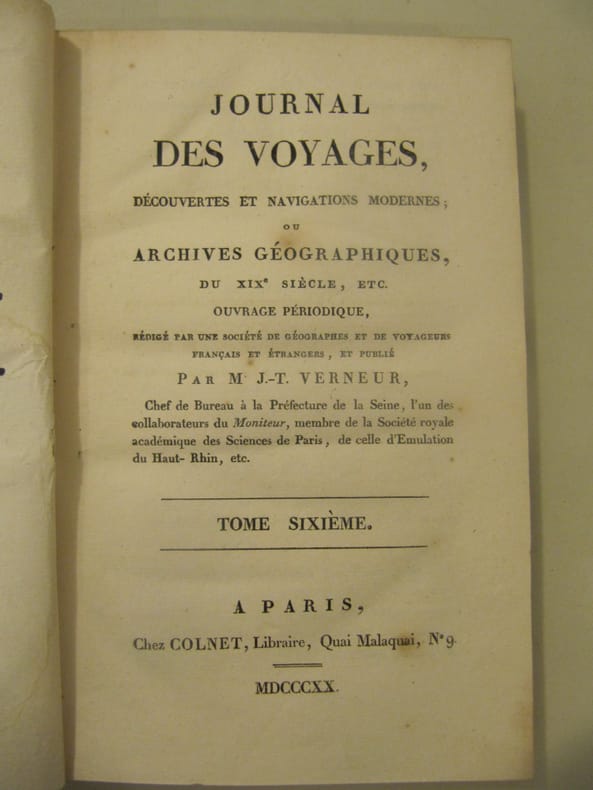 JOURNAL
DES VOYAGES,
DÉCOUVERTES ET NAVIGATIONS MODERNES;
OU
ARCHIVES GÉOGRAPHIQUES,
DU XIXe SIÈCLE, ETC.
OUVRAGE PÉRIODIQUE,
RÉDIGÉ PAR UNE SOCIÉTÉ DE GÉOGRAPHES ET DE VOYAGEURS
FRANÇAIS ET ÉTRANGERS, ET PUBLIÉ
PAR Mr J.-T. VERNEUR,
Chef de Bureau à la Préfecture de la Seine, l'un des
collaborateurs du Moniteur, membre de la Société royale
académique des Sciences de Paris, de celle d'Emulation
du Haut-Rhin, etc.
TOME SIXIÈME.
A PARIS,
Chez COLNET, Libraire, Quai Malaquai, No 9.
MDCCCXX.